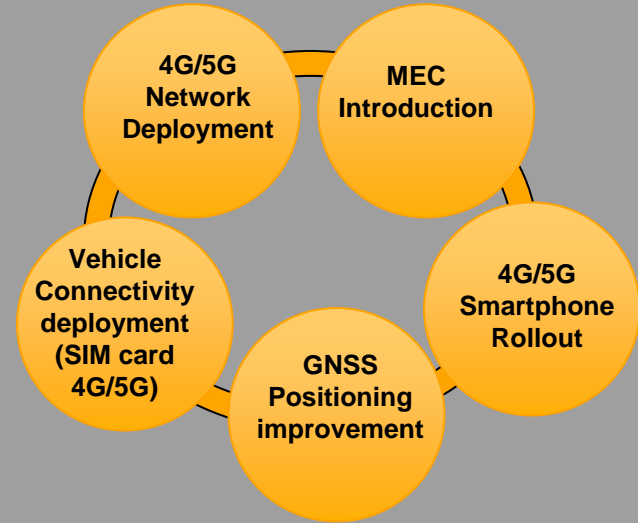 4G/5G
Network
Deployment
MEC
Introduction
4G/5G
Smartphone
Rollout
GNSS
Positioning
improvement
Vehicle
Connectivity
deployment
(SIM card
4G/5G)